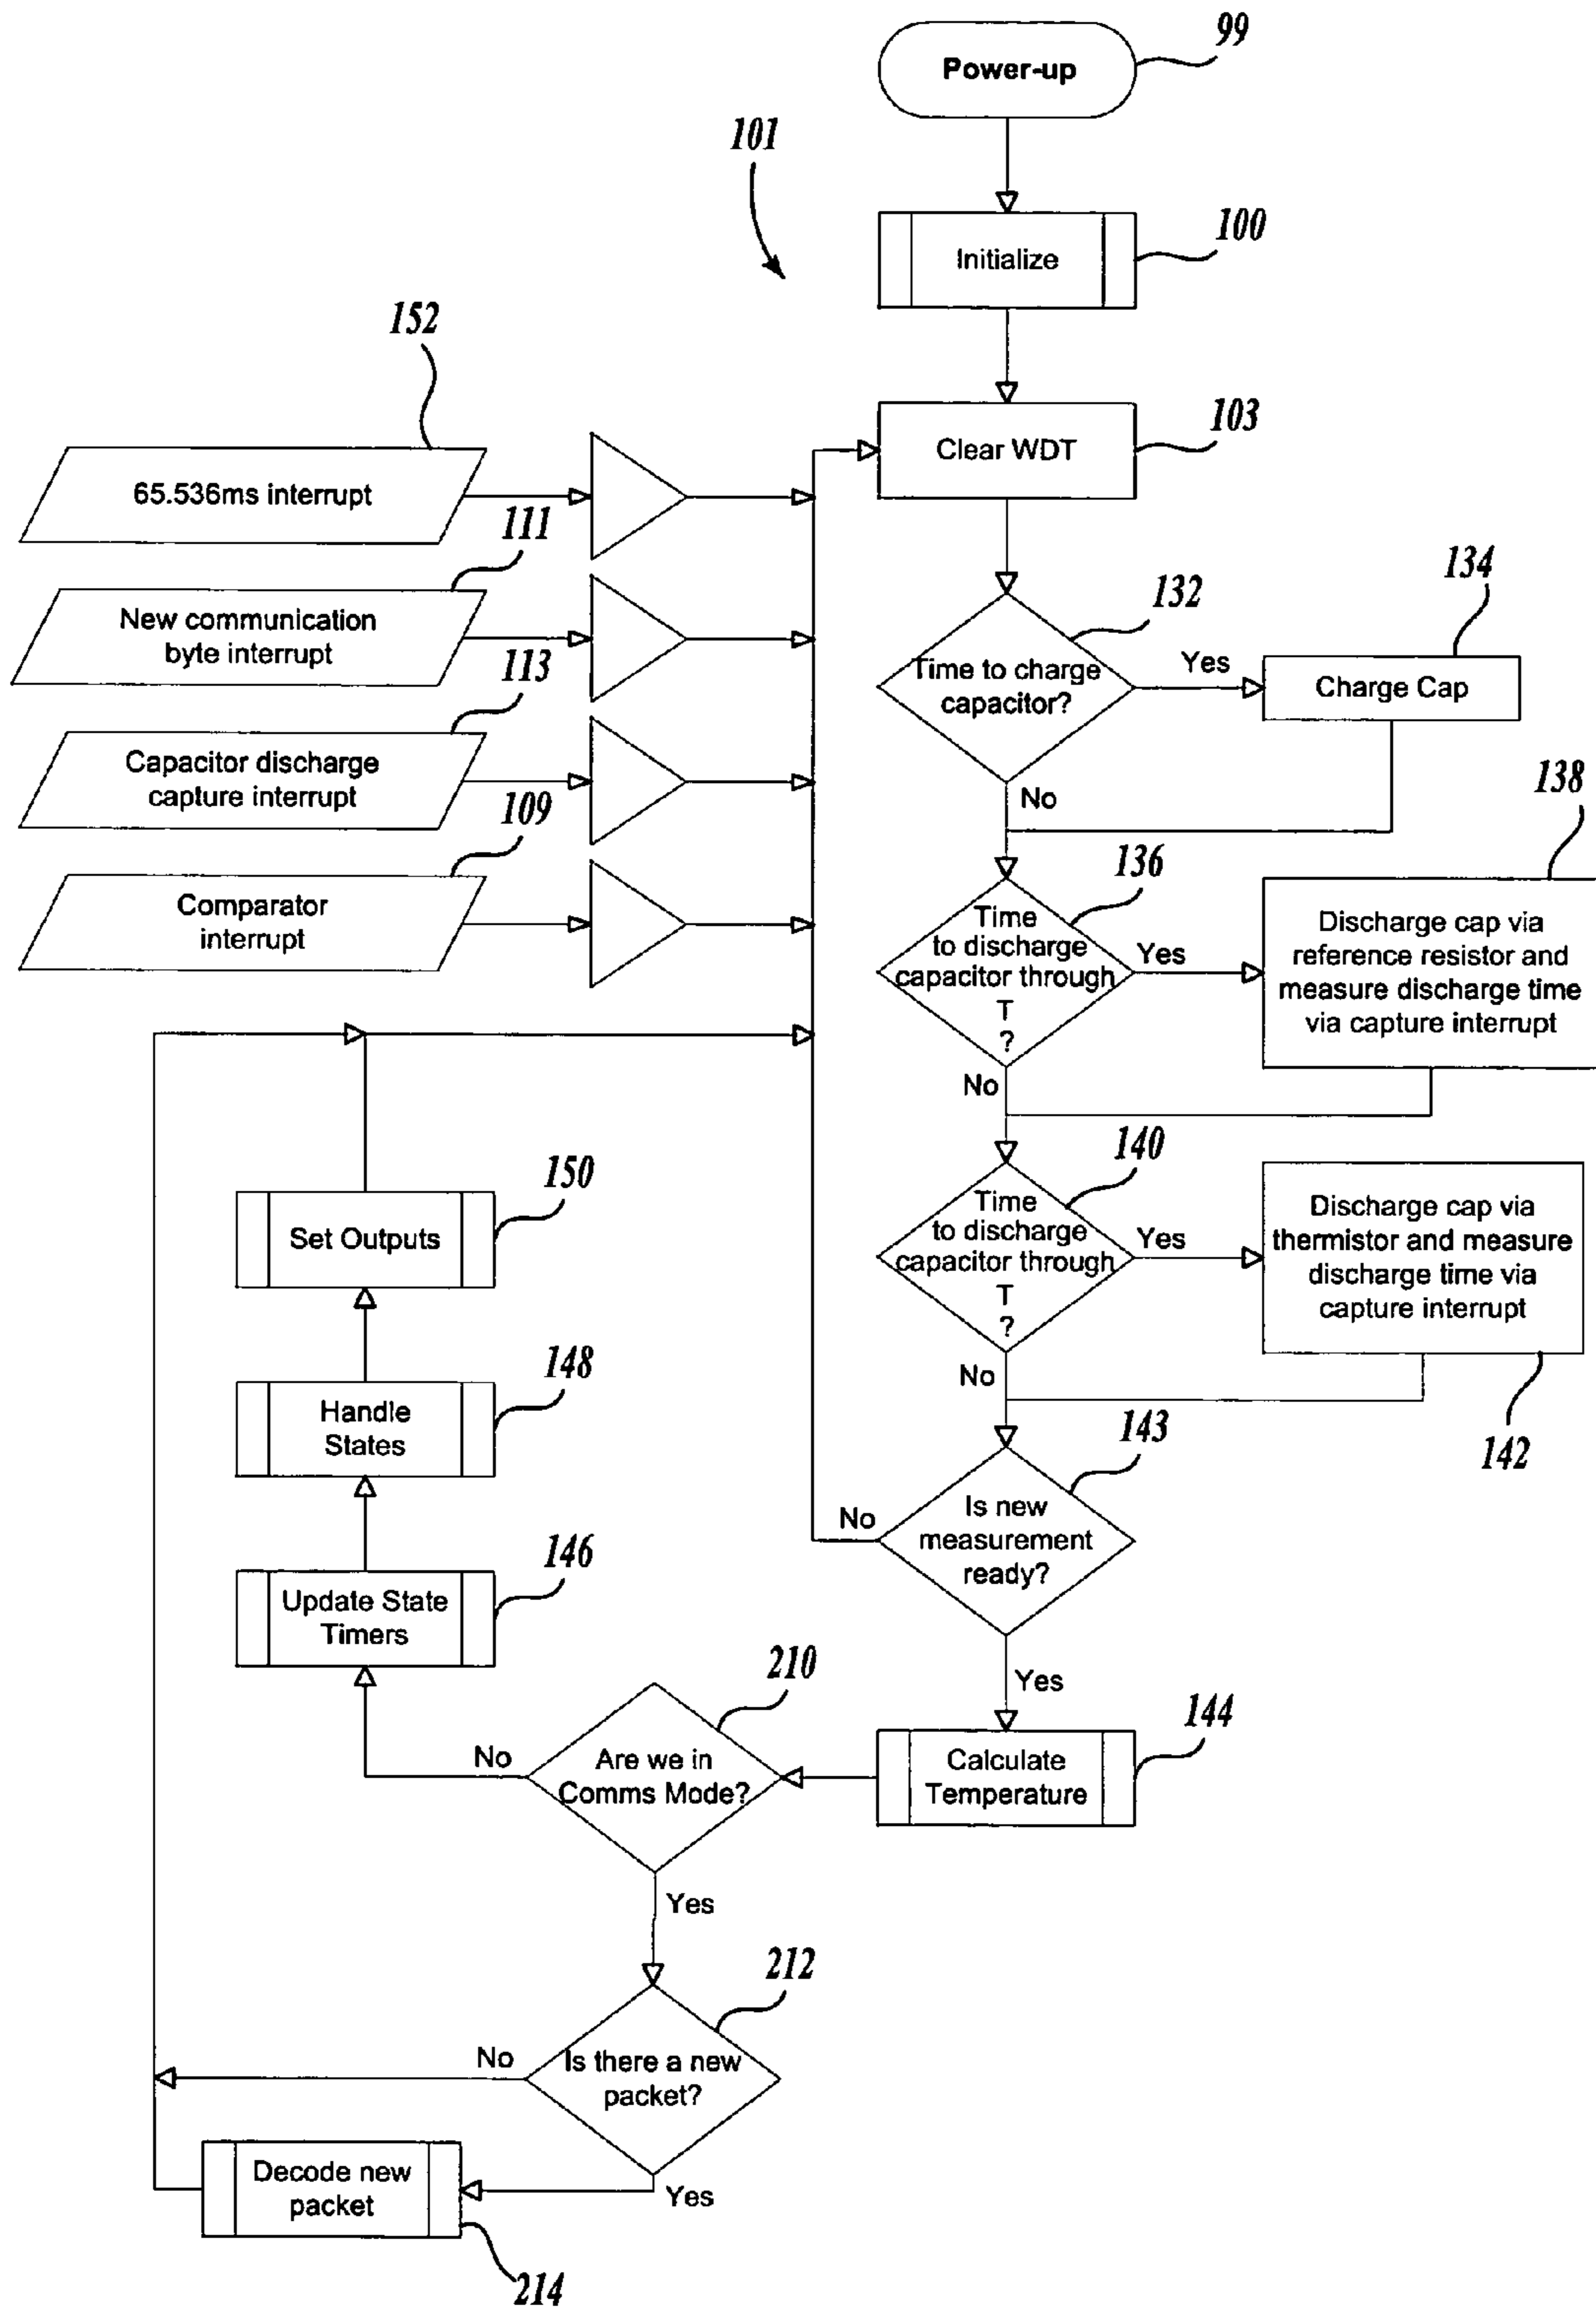 Power-up
99
101
Initialize
100
152
Clear WDT
103
65.536ms interrupt
111
New communication
byte interrupt
113
Capacitor discharge
capture interrupt
109
Comparator
interrupt
132
Time to charge
capacitor?
Yes
134
Charge Cap
No
136
138
Time
to discharge
capacitor through
T
?
Yes
Discharge cap via
reference resistor and
measure discharge time
via capture interrupt
No
140
Time
to discharge
capacitor through
T
?
Yes
Discharge cap via
thermistor and measure
discharge time via
capture interrupt
142
No
143
Is new
measurement
ready?
No
Yes
150
Set Outputs
148
Handle
States
146
Update State
Timers
210
Are we in
Comms Mode?
No
144
Calculate
Temperature
Yes
212
Is there a new
packet?
No
Yes
Decode new
packet
214